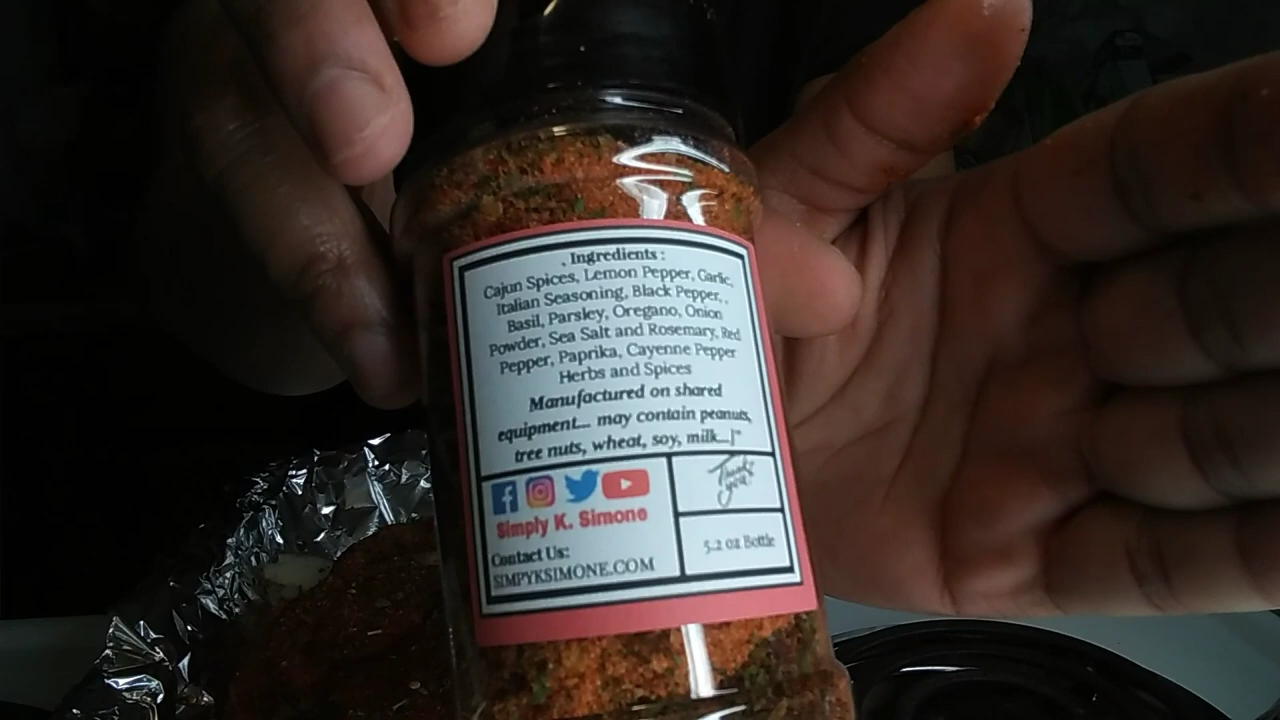 . Ingredients :
Cajun Spices, Lemon Pepper, Garlic,
Italian Seasoning, Black Pepper, .
Basil, Parsley, Oregano, Onion
Powder, Sea Salt and Rosemary, Red
Pepper, Paprika, Cayenne Pepper
Herbs and Spices
Manufactured on shared
equipment... may contain peanuts,
tree nuts, wheat, soy, milk...]"
Simply K. Simone
Contact Us:
SIMPYKSIMONE.COM
Thank
you!
5.2 oz Bottle